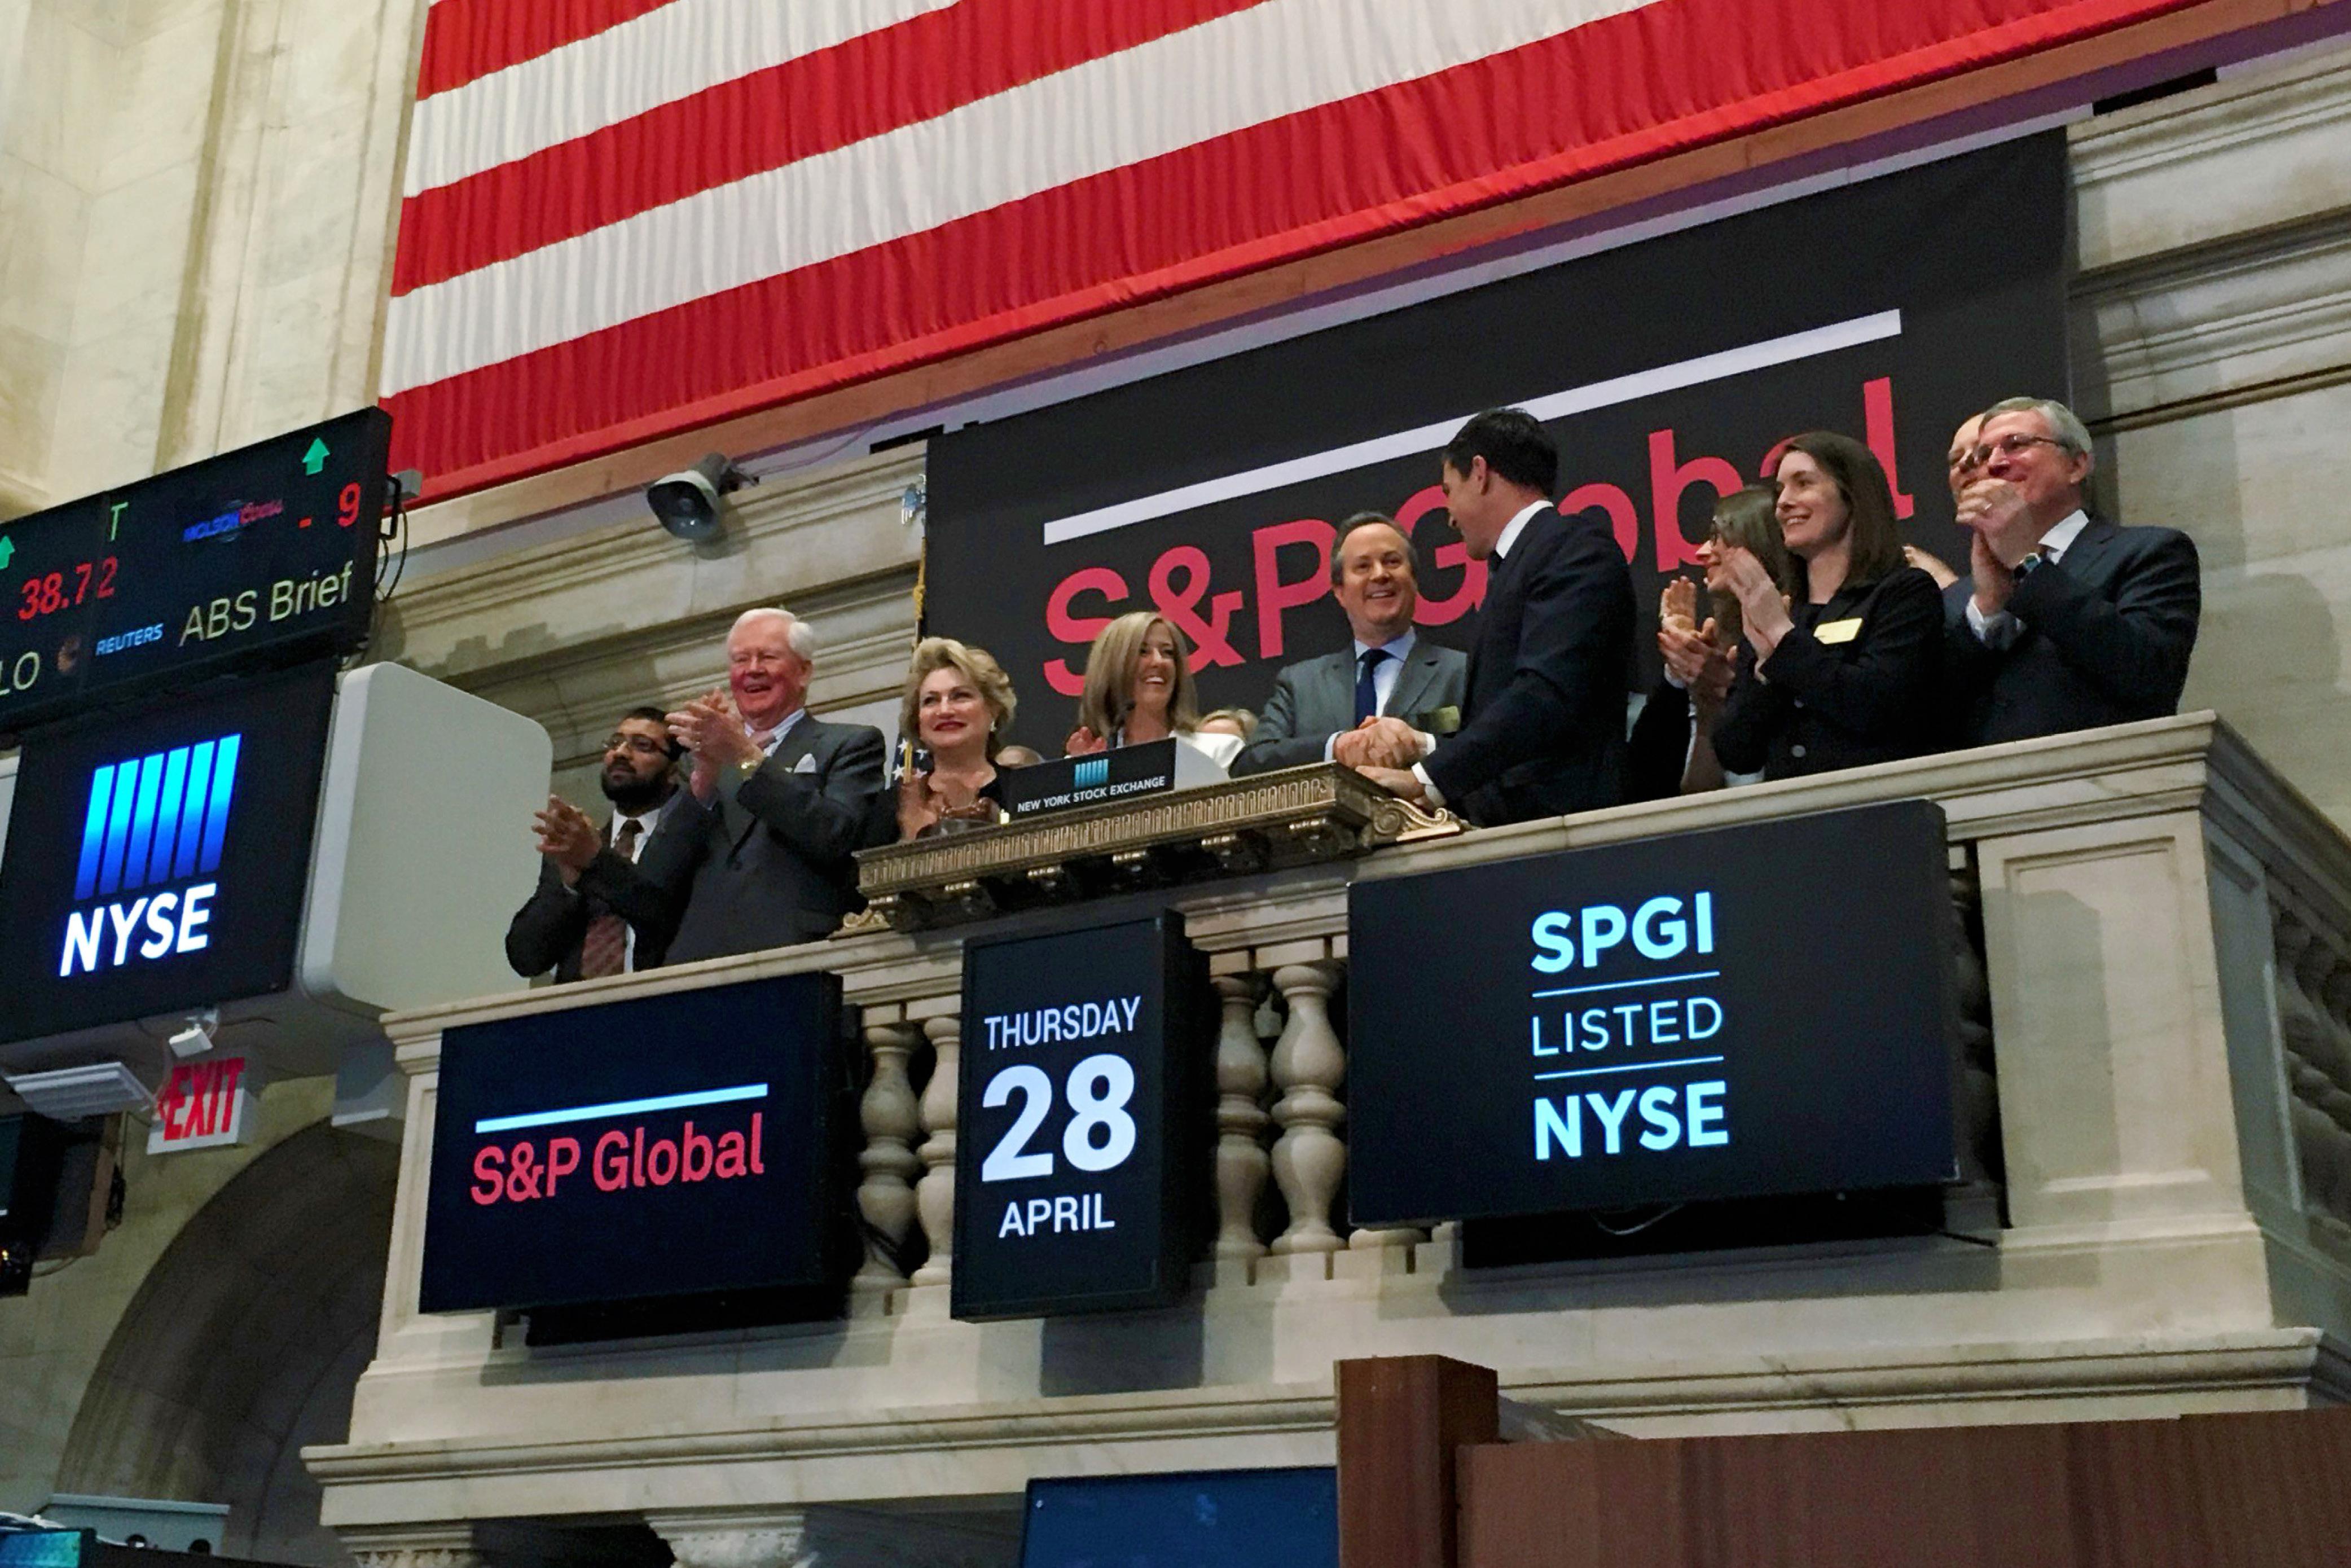 T
MOLSON Coors
- 9
38.72
LO
REUTERS
ABS Brief
NYSE
EXIT
S&P Global
NEW YORK STOCK EXCHANGE
S&P Global
THURSDAY
28
APRIL
SPGI
LISTED
NYSE